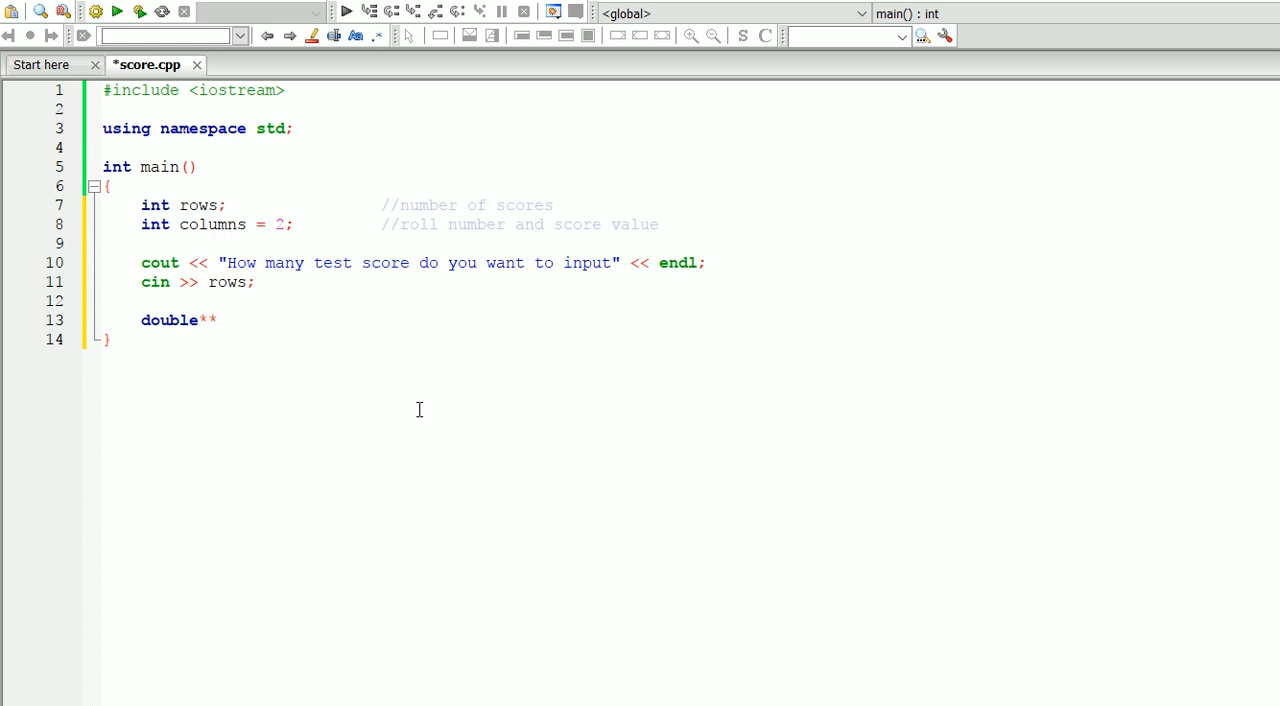 <global> main() : int
Start here *score.cpp
1 #include <iostream>
2
3 using namespace std;
4
5 int main()
6 {
7 int rows; //number of scores
8 int columns = 2; //roll number and score value
9
10 cout << "How many test score do you want to input" << endl;
11 cin >> rows;
12
13 double**
14 }